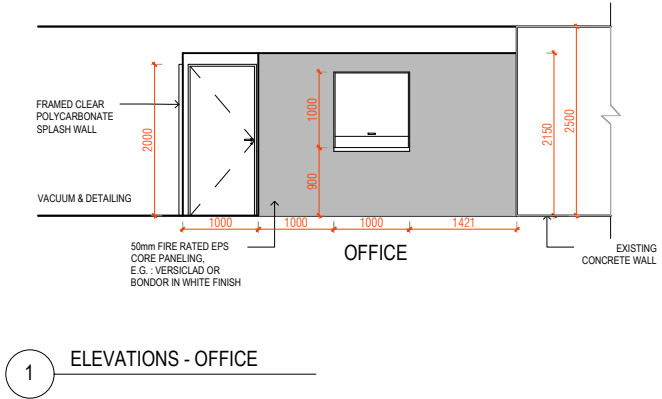 FRAMED CLEAR
POLYCARBONATE
SPLASH WALL
2000
1000
900
2150
2500
VACUUM & DETAILING
1000
1000
1000
1421
50mm FIRE RATED EPS
CORE PANELING,
E.G. : VERSICLAD OR
BONDOR IN WHITE FINISH
OFFICE
EXISTING
CONCRETE WALL
1
ELEVATIONS - OFFICE